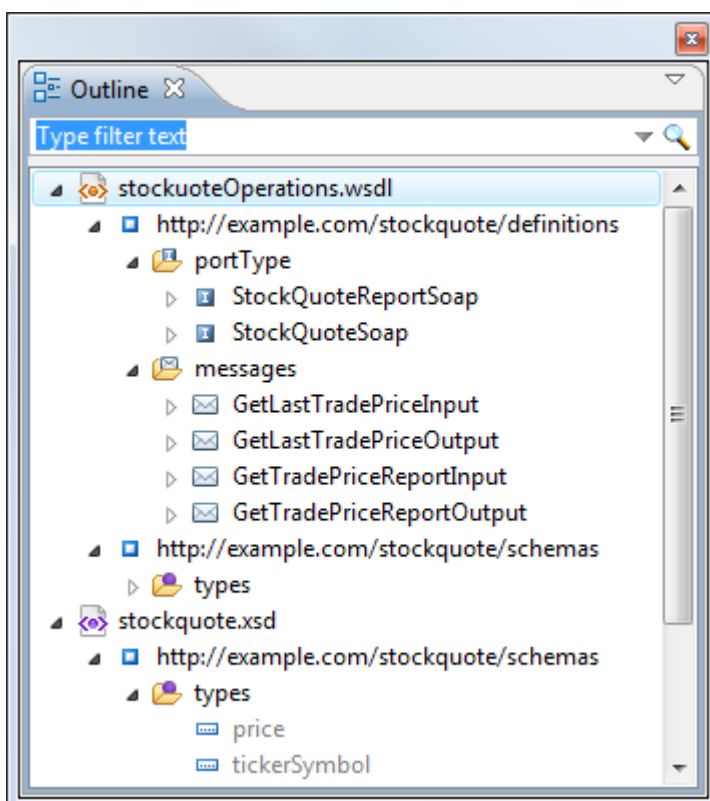 Outline
Type filter text
stockuoteOperations.wsdl
http://example.com/stockquote/definitions
portType
StockQuoteReportSoap
StockQuoteSoap
messages
GetLastTradePriceInput
GetLastTradePriceOutput
GetTradePriceReportInput
GetTradePriceReportOutput
http://example.com/stockquote/schemas
types
stockquote.xsd
http://example.com/stockquote/schemas
types
price
tickerSymbol